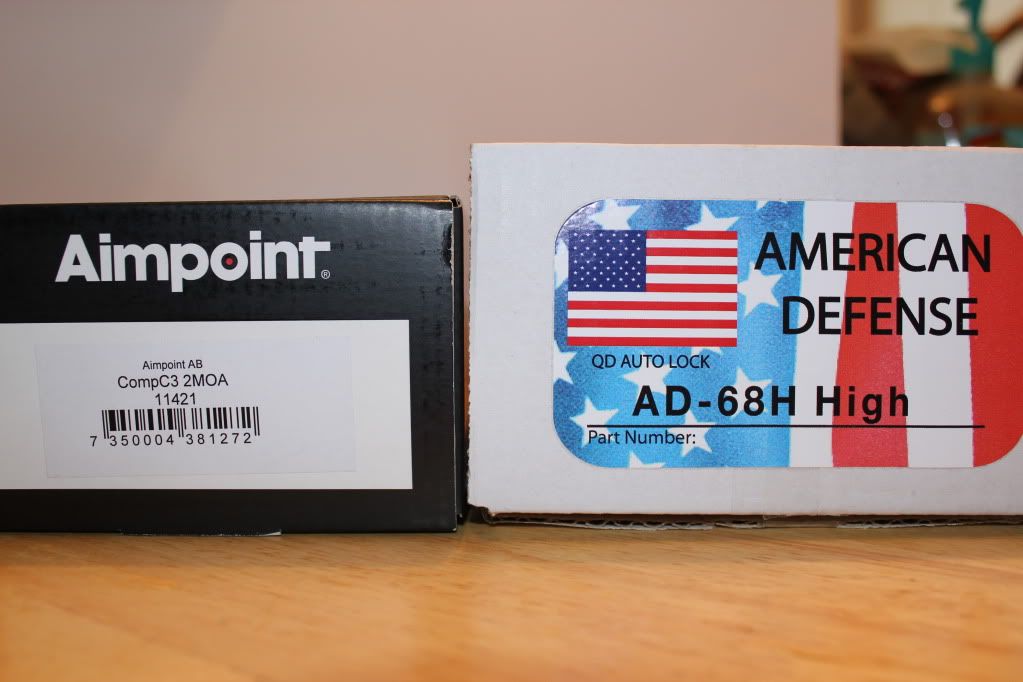 Aimpoint®
Aimpoint AB
CompC3 2MOA
11421
7 350004 381272
AMERICAN
DEFENSE
QD AUTO LOCK
AD-68H High
Part Number: